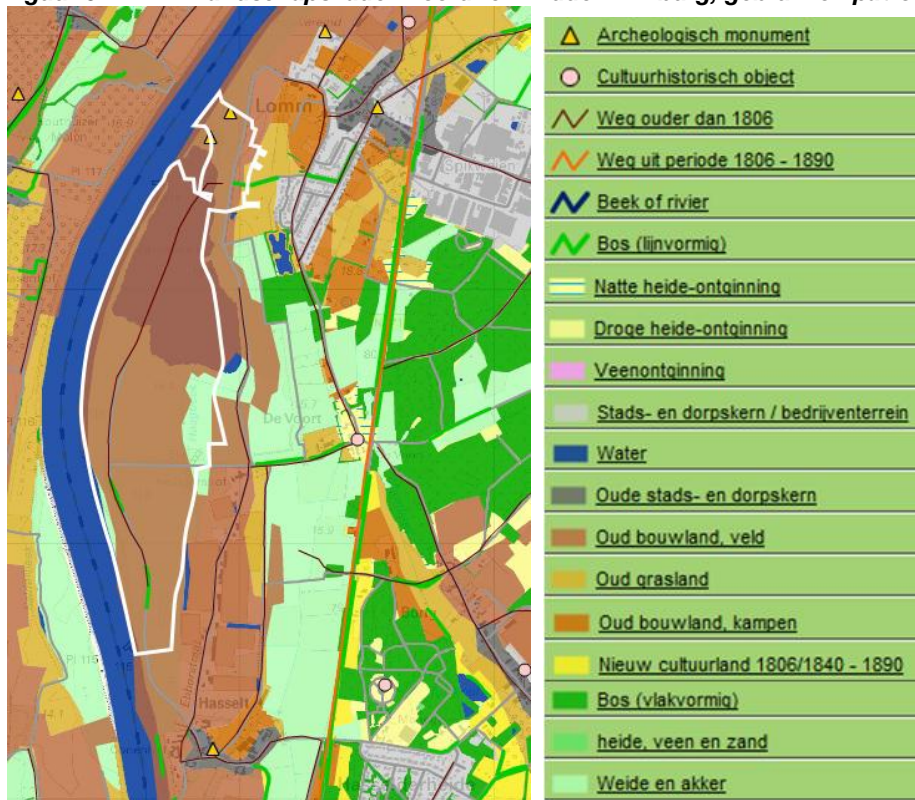 Lomm
De Voort
Hasselt
Archeologisch monument
Cultuurhistorisch object
Weg ouder dan 1806
Weg uit periode 1806 - 1890
Beek of rivier
Bos (lijnvormig)
Natte heide-ontginning
Droge heide-ontginning
Veenontginning
Stads- en dorpskern / bedrijventerrein
Water
Oude stads- en dorpskern
Oud bouwland, veld
Oud grasland
Oud bouwland, kampen
Nieuw cultuurland 1806/1840 - 1890
Bos (vlakvormig)
heide, veen en zand
Weide en akker